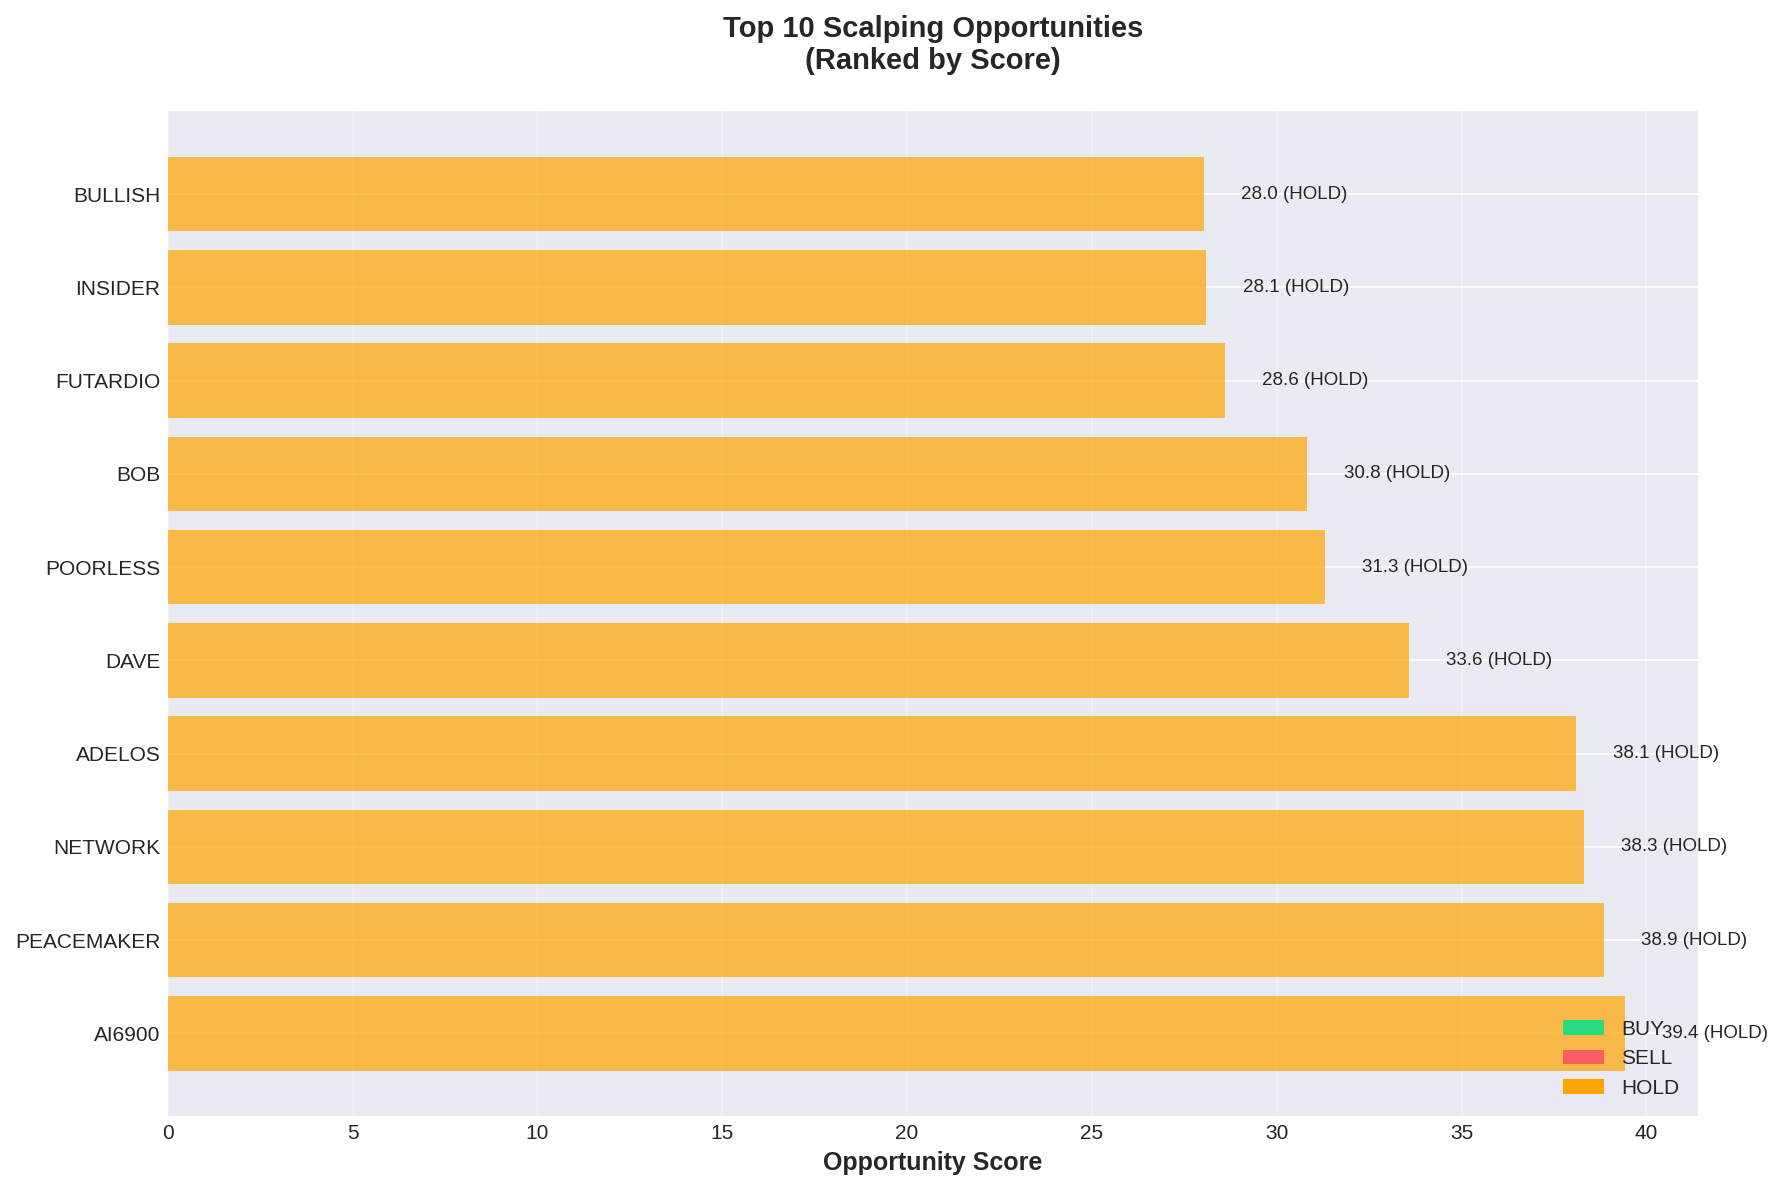 Top 10 Scalping Opportunities
(Ranked by Score)
BULLISH
28.0 (HOLD)
INSIDER
28.1 (HOLD)
FUTARDIO
28.6 (HOLD)
BOB
30.8 (HOLD)
POORLESS
31.3 (HOLD)
DAVE
33.6 (HOLD)
ADELOS
38.1 (HOLD)
NETWORK
38.3 (HOLD)
PEACEMAKER
38.9 (HOLD)
AI6900
39.4 (HOLD)
BUY
SELL
HOLD
0 5 10 15 20 25 30 35 40
Opportunity Score